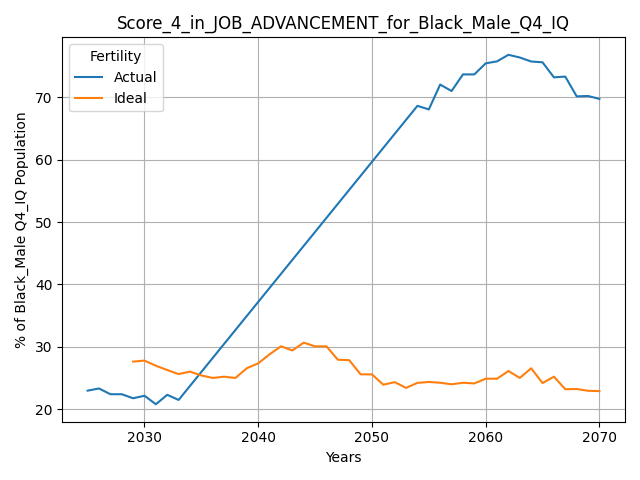 Score_4_in_JOB_ADVANCEMENT_for_Black_Male_Q4_IQ
Fertility
Actual
Ideal
% of Black_Male Q4_IQ Population
70
60
50
40
30
20
2030 2040 2050 2060 2070
Years